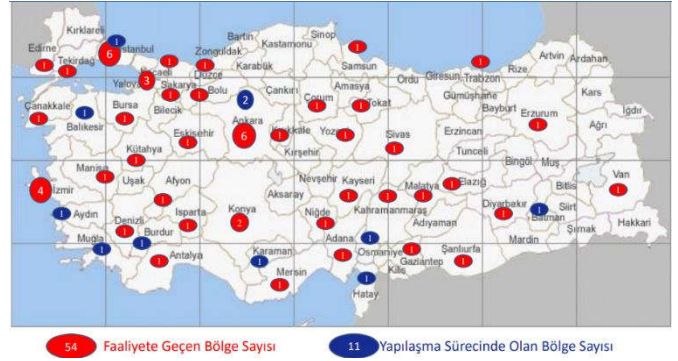 Kırklareli
Edirne
Tekirdağ
İstanbul
Kocaeli
Yalova
Sakarya
Düzce
Bolu
Zonguldak
Bartın
Karabük
Kastamonu
Sinop
Samsun
Ordu
Giresun
Trabzon
Rize
Artvin
Ardahan
Kars
Iğdır
Ağrı
Çankırı
Amasya
Çorum
Tokat
Gümüşhane
Bayburt
Erzurum
Erzincan
Çanakkale
Balıkesir
Bursa
Bilecik
Eskişehir
Ankara
Kırıkkale
Kırşehir
Yozgat
Sivas
Tunceli
Bingöl
Muş
Van
Bitlis
Kütahya
Manisa
Uşak
Afyon
İzmir
Aydın
Denizli
Isparta
Burdur
Muğla
Antalya
Konya
Aksaray
Nevşehir
Kayseri
Niğde
Karaman
Mersin
Adana
Kahramanmaraş
Malatya
Elazığ
Adıyaman
Diyarbakır
Batman
Siirt
Şırnak
Hakkari
Mardin
Şanlıurfa
Gaziantep
Kilis
Osmaniye
Hatay
6
1
3
2
6
4
2
54 Faaliyete Geçen Bölge Sayısı
11 Yapılaşma Sürecinde Olan Bölge Sayısı